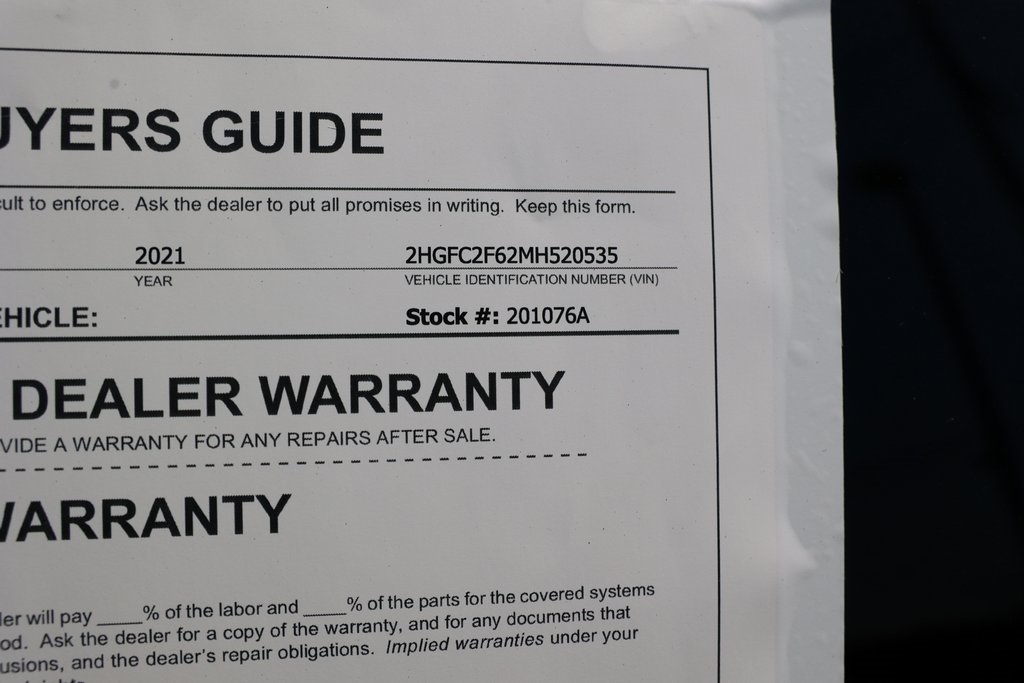 UYERS GUIDE
cult to enforce. Ask the dealer to put all promises in writing. Keep this form.
2021 2HGFC2F62MH520535
YEAR VEHICLE IDENTIFICATION NUMBER (VIN)
EHICLE: Stock #: 201076A
DEALER WARRANTY
VIDE A WARRANTY FOR ANY REPAIRS AFTER SALE.
WARRANTY
ler will pay ____% of the labor and ____% of the parts for the covered systems
od. Ask the dealer for a copy of the warranty, and for any documents that
usions, and the dealer's repair obligations. Implied warranties under your